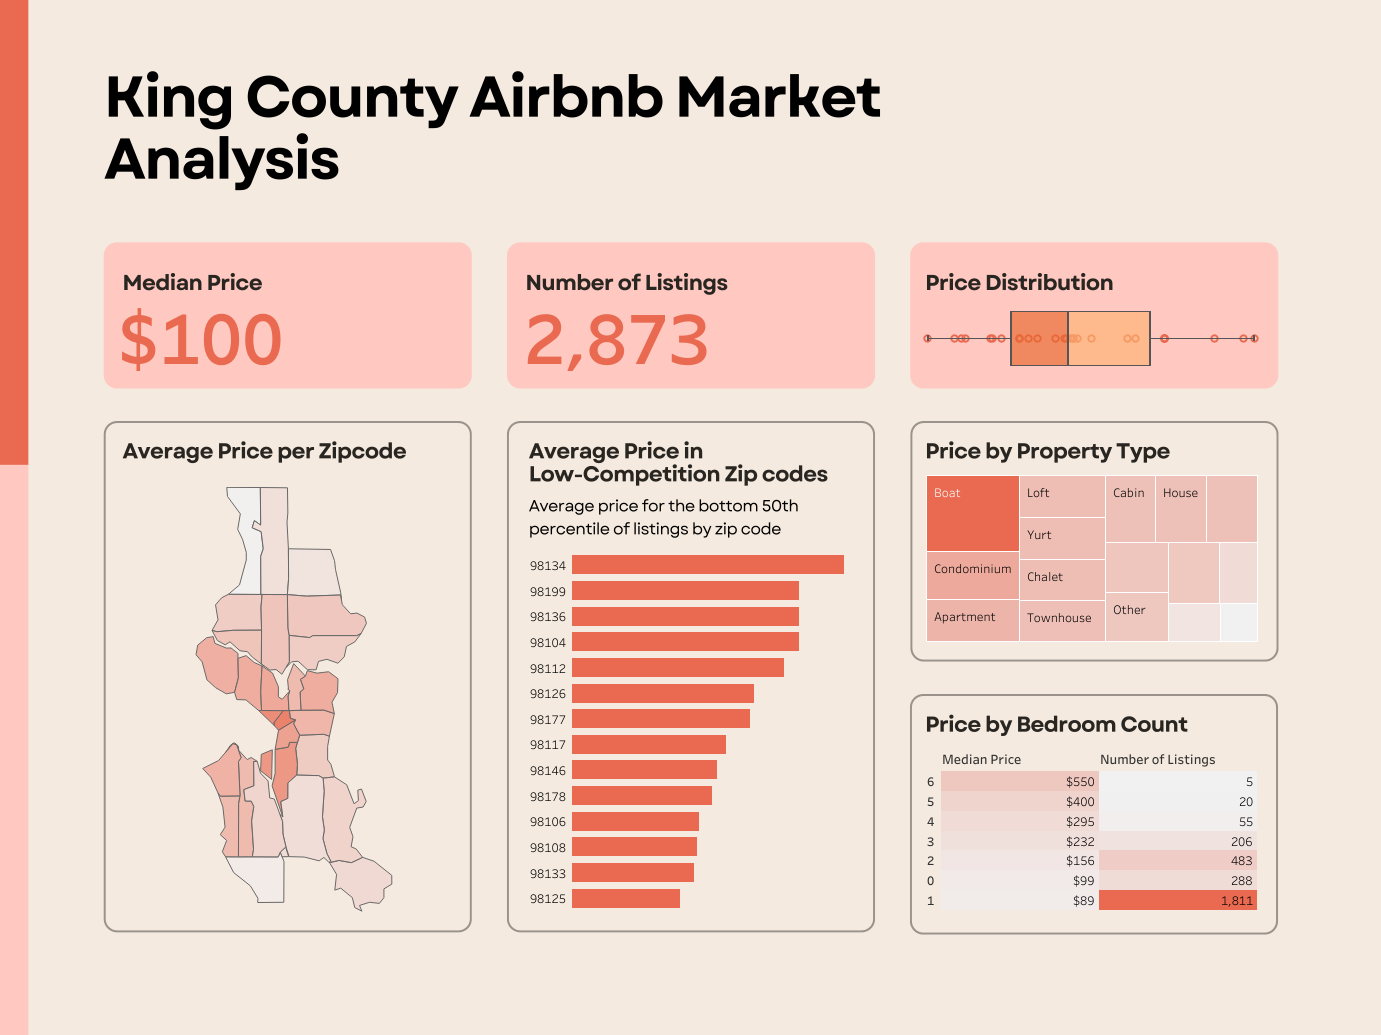 King County Airbnb Market
Analysis
Median Price
$100
Number of Listings
2,873
Price Distribution
Average Price per Zipcode
Average Price in
Low-Competition Zip codes
Average price for the bottom 50th
percentile of listings by zip code
98134
98199
98136
98104
98112
98126
98177
98117
98146
98178
98106
98108
98133
98125
Price by Property Type
Boat
Loft
Cabin
House
Yurt
Condominium
Chalet
Apartment
Townhouse
Other
Price by Bedroom Count
Median Price Number of Listings
6 $550 5
5 $400 20
4 $295 55
3 $232 206
2 $156 483
0 $99 288
1 $89 1,811